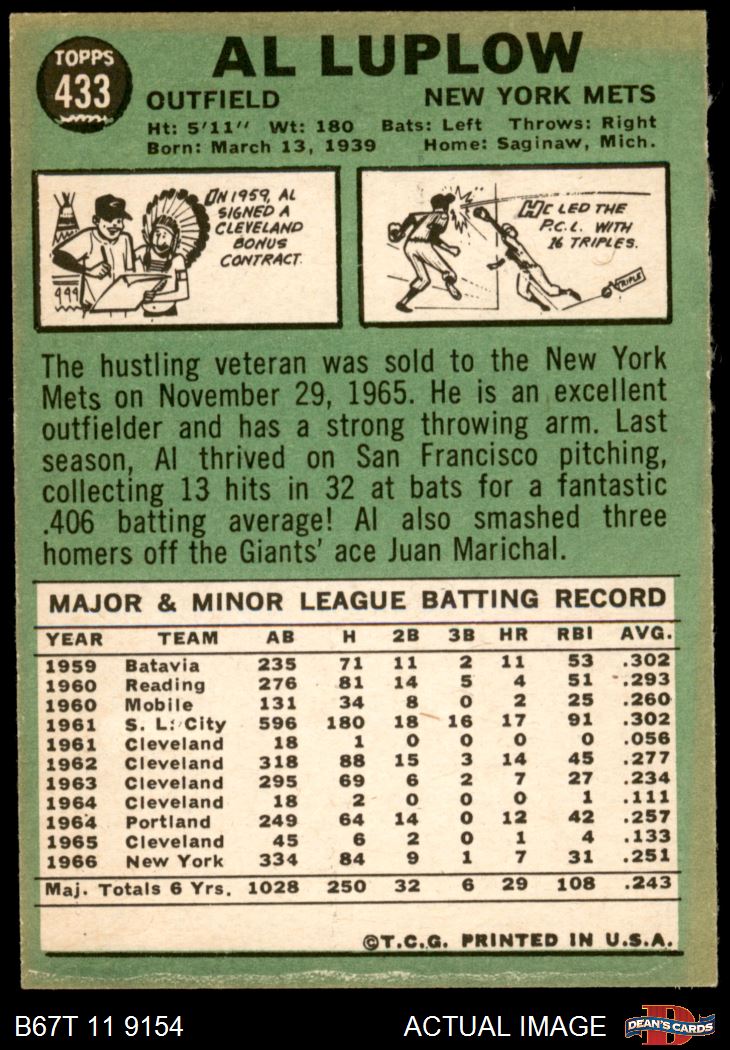 TOPPS
433
AL LUPLOW
OUTFIELD NEW YORK METS
Ht: 5'11" Wt: 180 Bats: Left Throws: Right
Born: March 13, 1939 Home: Saginaw, Mich.
IN 1959, AL
SIGNED A
CLEVELAND
BONUS
CONTRACT.
HE LED THE
P.C.L. WITH
16 TRIPLES.
TRIPLE
The hustling veteran was sold to the New York
Mets on November 29, 1965. He is an excellent
outfielder and has a strong throwing arm. Last
season, Al thrived on San Francisco pitching,
collecting 13 hits in 32 at bats for a fantastic
.406 batting average! Al also smashed three
homers off the Giants' ace Juan Marichal.
MAJOR & MINOR LEAGUE BATTING RECORD
YEAR TEAM AB H 2B 3B HR RBI AVG.
1959 Batavia 235 71 11 2 11 53 .302
1960 Reading 276 81 14 5 4 51 .293
1960 Mobile 131 34 8 0 2 25 .260
1961 S. L. City 596 180 18 16 17 91 .302
1961 Cleveland 18 1 0 0 0 0 .056
1962 Cleveland 318 88 15 3 14 45 .277
1963 Cleveland 295 69 6 2 7 27 .234
1964 Cleveland 18 2 0 0 0 1 .111
1964 Portland 249 64 14 0 12 42 .257
1965 Cleveland 45 6 2 0 1 4 .133
1966 New York 334 84 9 1 7 31 .251
Maj. Totals 6 Yrs. 1028 250 32 6 29 108 .243
©T.C.G. PRINTED IN U.S.A.
B67T 11 9154 ACTUAL IMAGE D DEAN'S CARDS